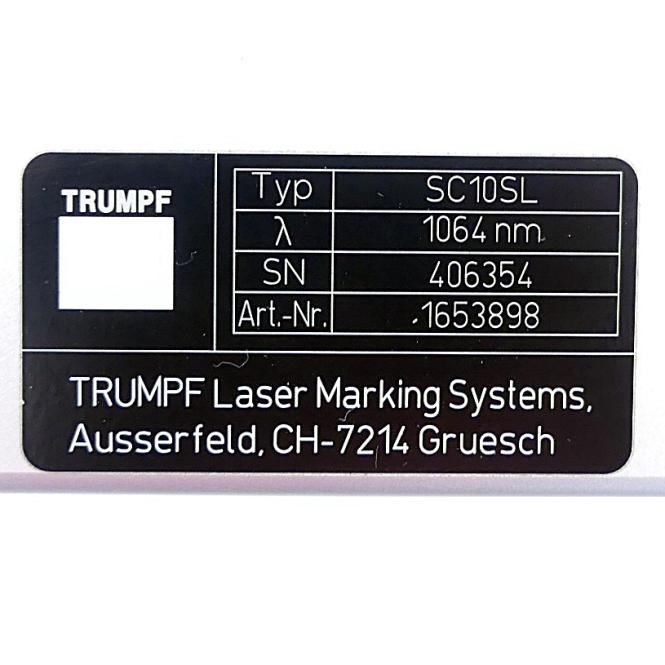 TRUMPF
Typ SC10SL
λ 1064 nm
SN 406354
Art.-Nr. 1653898
TRUMPF Laser Marking Systems,
Ausserfeld, CH-7214 Gruesch